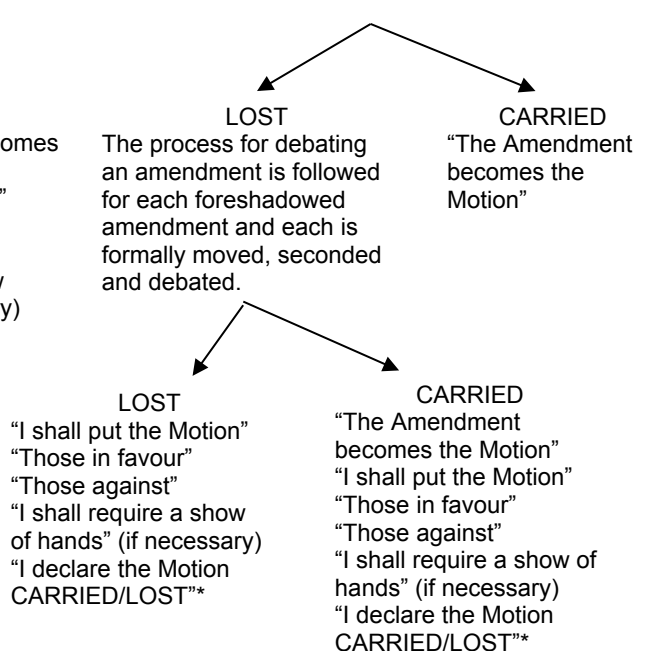 LOST
The process for debating
an amendment is followed
for each foreshadowed
amendment and each is
formally moved, seconded
and debated.
CARRIED
“The Amendment
becomes the
Motion”
”
y)
LOST
“I shall put the Motion”
“Those in favour”
“Those against”
“I shall require a show
of hands” (if necessary)
“I declare the Motion
CARRIED/LOST”*
CARRIED
“The Amendment
becomes the Motion”
“I shall put the Motion”
“Those in favour”
“Those against”
“I shall require a show of
hands” (if necessary)
“I declare the Motion
CARRIED/LOST”*